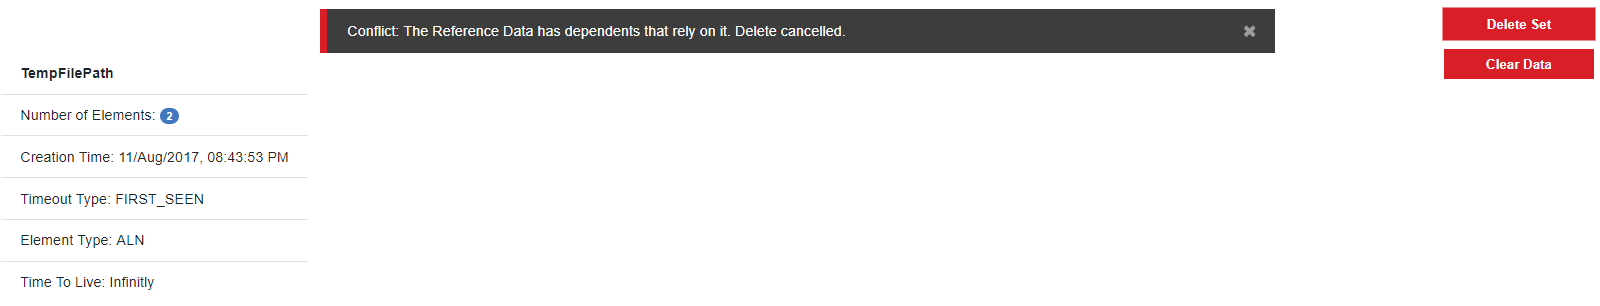 Conflict: The Reference Data has dependents that rely on it. Delete cancelled. ✖
Delete Set
Clear Data
TempFilePath
Number of Elements: 2
Creation Time: 11/Aug/2017, 08:43:53 PM
Timeout Type: FIRST_SEEN
Element Type: ALN
Time To Live: Infinitly